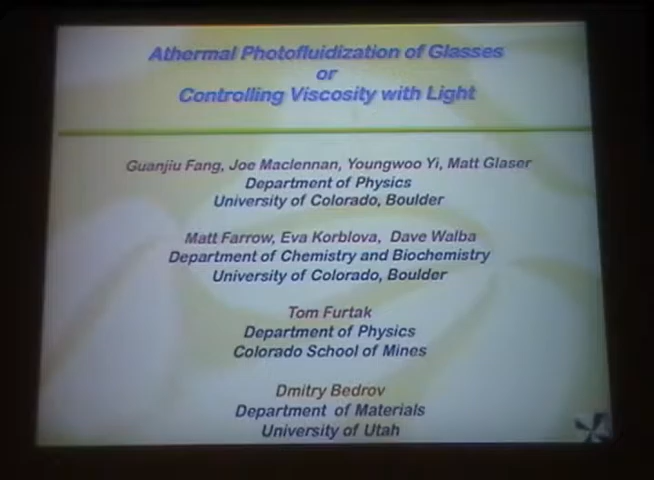 Athermal Photofluidization of Glasses
or
Controlling Viscosity with Light
Guanjiu Fang, Joe Maclennan, Youngwoo Yi, Matt Glaser
Department of Physics
University of Colorado, Boulder
Matt Farrow, Eva Korblova, Dave Walba
Department of Chemistry and Biochemistry
University of Colorado, Boulder
Tom Furtak
Department of Physics
Colorado School of Mines
Dmitry Bedrov
Department of Materials
University of Utah